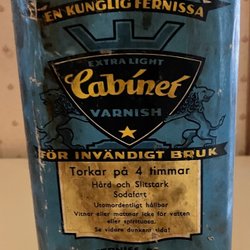 EN KUNGLIG FERNISSA
EXTRA LIGHT
Cabinet
VARNISH
FÖR INVÄNDIGT BRUK
Torkar på 4 timmar
Hård och Slitstark
Sodafast
Utomordentligt hållbar
Vitnar eller mattnar icke för vatten
eller spirituosa.
Se vidare dunkens sida!